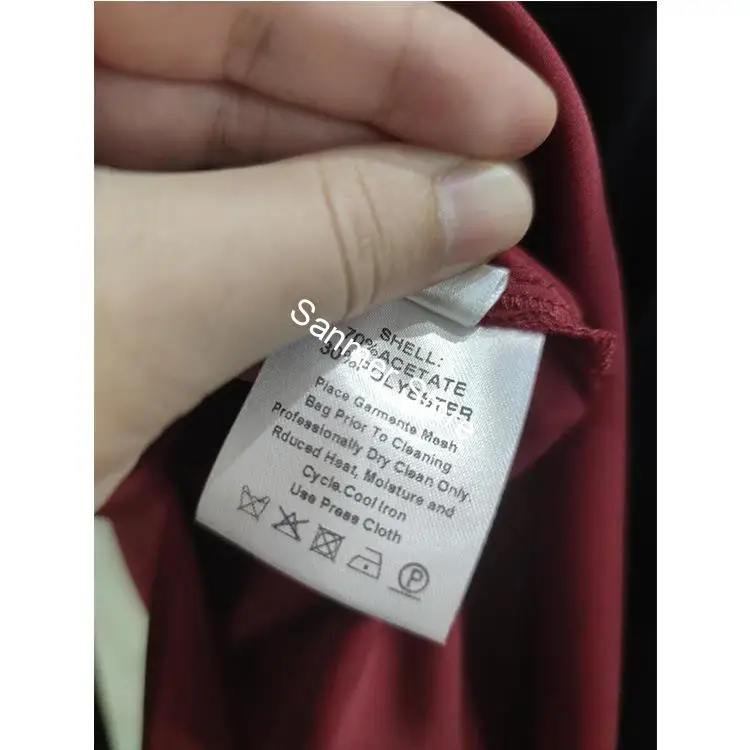 SHELL:
70%ACETATE
30%POLYESTER
Place Garments Mesh
Bag Prior To Cleaning
Professionally Dry Clean Only
Rduced Heat, Moisture and
Cycle.Cool Iron
Use Press Cloth
P